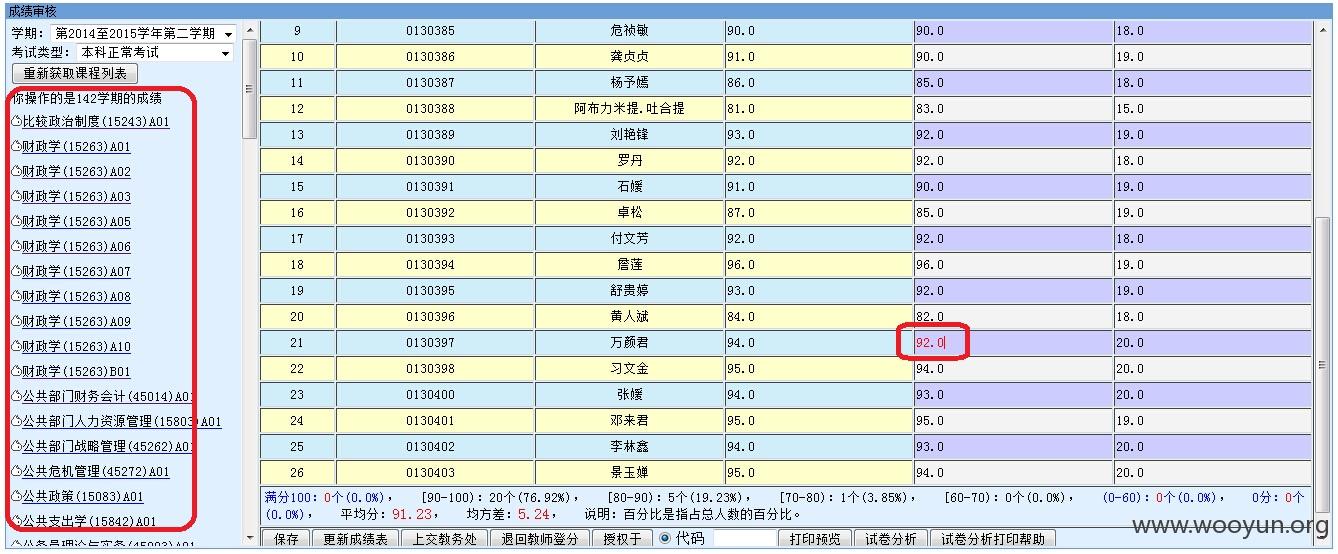 成绩审核
学期: 第2014至2015学年第二学期
考试类型: 本科正常考试
重新获取课程列表
你操作的是142学期的成绩
比较政治制度(15243)A01
财政学(15263)A01
财政学(15263)A02
财政学(15263)A03
财政学(15263)A05
财政学(15263)A06
财政学(15263)A07
财政学(15263)A08
财政学(15263)A09
财政学(15263)A10
财政学(15263)B01
公共部门财务会计(45014)A01
公共部门人力资源管理(15803)A01
公共部门战略管理(45262)A01
公共危机管理(45272)A01
公共政策(15083)A01
公共支出学(15842)A01
公务员理论与实务(45003)A01
9 0130385 危祯敏 90.0 90.0 18.0
10 0130386 龚贞贞 91.0 90.0 19.0
11 0130387 杨予嫣 86.0 85.0 18.0
12 0130388 阿布力米提.吐合提 81.0 83.0 15.0
13 0130389 刘艳锋 93.0 92.0 19.0
14 0130390 罗丹 92.0 92.0 18.0
15 0130391 石媛 91.0 90.0 19.0
16 0130392 卓松 87.0 85.0 19.0
17 0130393 付文芳 92.0 92.0 18.0
18 0130394 詹莲 96.0 96.0 19.0
19 0130395 舒贵婷 93.0 92.0 19.0
20 0130396 黄人斌 84.0 82.0 18.0
21 0130397 万颜君 94.0 92.0 20.0
22 0130398 习文金 95.0 94.0 20.0
23 0130400 张媛 94.0 93.0 20.0
24 0130401 邓来君 95.0 95.0 19.0
25 0130402 李林鑫 94.0 93.0 20.0
26 0130403 景玉婵 95.0 94.0 20.0
满分100: 0个(0.0%), [90-100): 20个(76.92%), [80-90): 5个(19.23%), [70-80): 1个(3.85%), [60-70): 0个(0.0%), (0-60): 0个(0.0%), 0分: 0个
(0.0%), 平均分: 91.23, 均方差: 5.24, 说明: 百分比是指占总人数的百分比。
保存 更新成绩表 上交教务处 退回教师登分 授权于 代码 打印预览 试卷分析 试卷分析打印帮助
www.wooyun.org